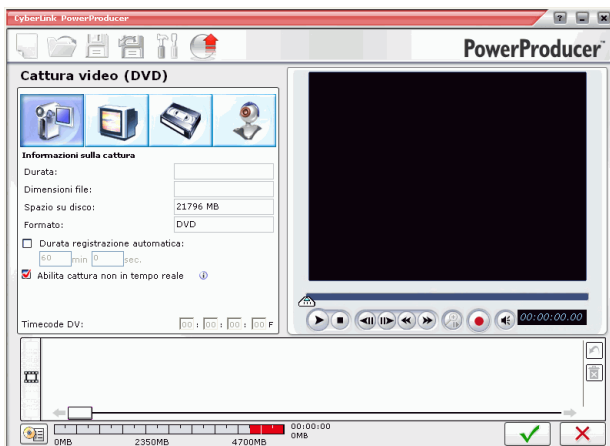 CyberLink PowerProducer
PowerProducer™
Cattura video (DVD)
Informazioni sulla cattura
Durata:
Dimensioni file:
Spazio su disco: 21796 MB
Formato: DVD
Durata registrazione automatica:
60 min 0 sec.
Abilita cattura non in tempo reale
Timecode DV: 00 : 00 : 00 : 00 F
00:00:00.00
00:00:00
0MB
0MB 2350MB 4700MB